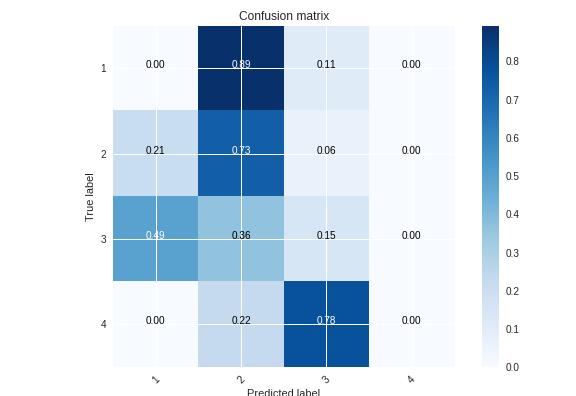 Confusion matrix
1 0.00 0.89 0.11 0.00
2 0.21 0.73 0.06 0.00
3 0.49 0.36 0.15 0.00
4 0.00 0.22 0.78 0.00
True label
1 2 3 4
Predicted label
0.8
0.7
0.6
0.5
0.4
0.3
0.2
0.1
0.0